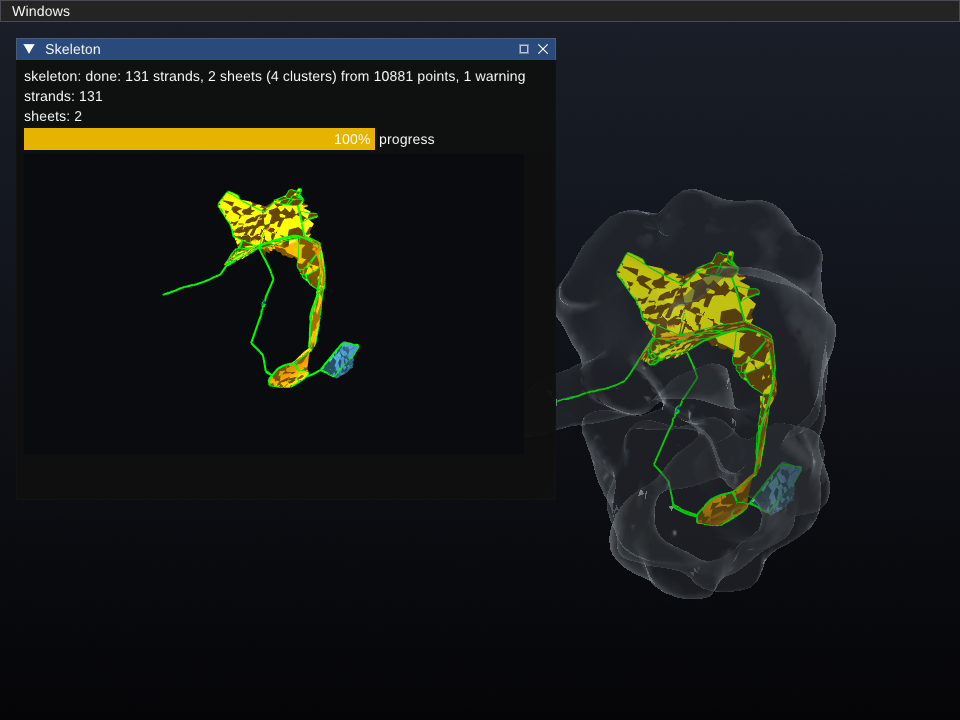 Windows
Skeleton
skeleton: done: 131 strands, 2 sheets (4 clusters) from 10881 points, 1 warning
strands: 131
sheets: 2
100% progress